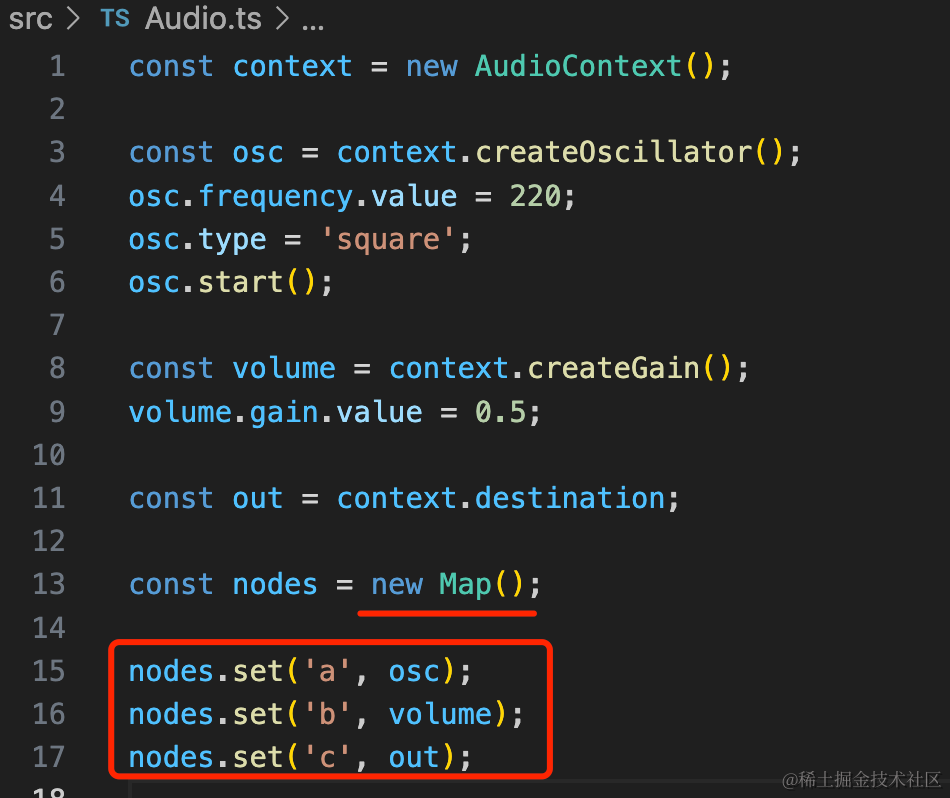 src > TS Audio.ts > ...
1 const context = new AudioContext();
2
3 const osc = context.createOscillator();
4 osc.frequency.value = 220;
5 osc.type = 'square';
6 osc.start();
7
8 const volume = context.createGain();
9 volume.gain.value = 0.5;
10
11 const out = context.destination;
12
13 const nodes = new Map();
14
15 nodes.set('a', osc);
16 nodes.set('b', volume);
17 nodes.set('c', out);
18
@稀土掘金技术社区